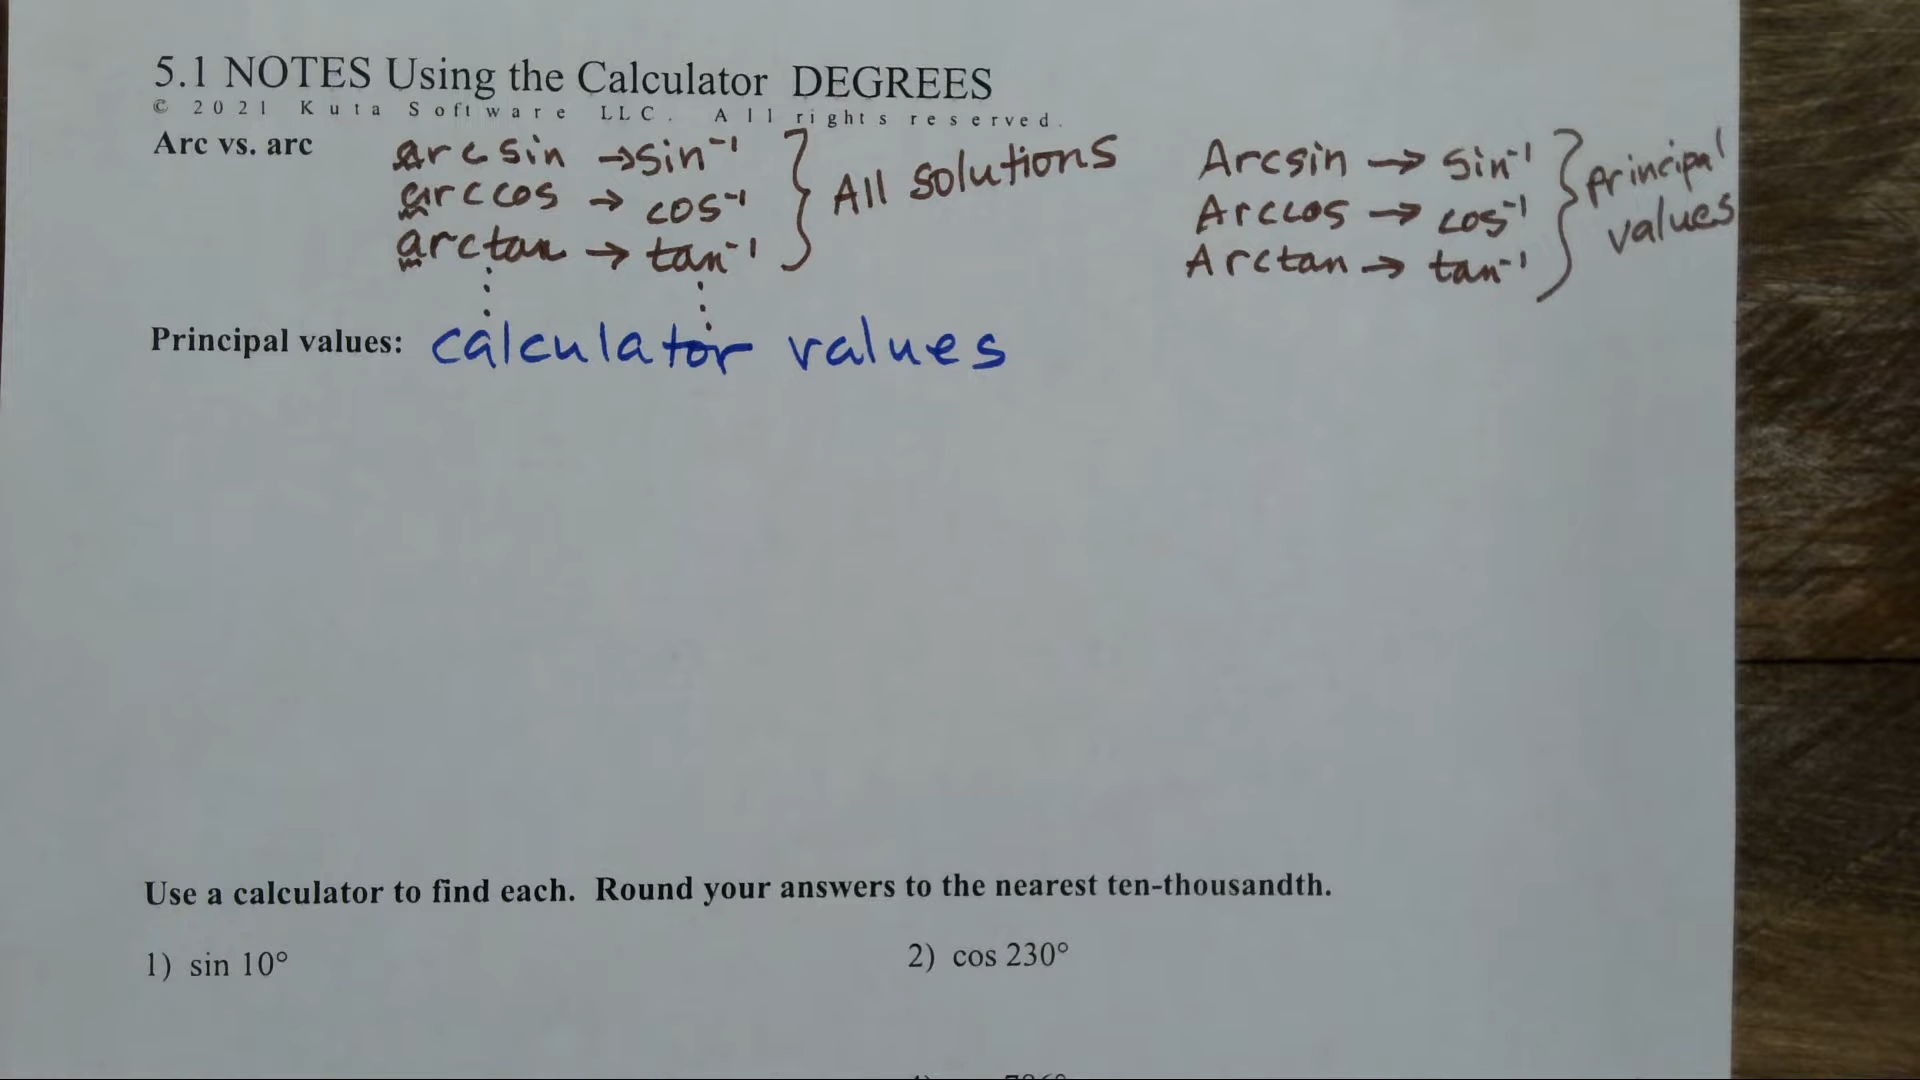 5.1 NOTES Using the Calculator DEGREES
© 2021 Kuta Software LLC. All rights reserved.
Arc vs. arc
arcsin → sin⁻¹
arccos → cos⁻¹
arctan → tan⁻¹
All solutions
Arcsin → sin⁻¹
Arccos → cos⁻¹
Arctan → tan⁻¹
principal
values
Principal values: calculator values
Use a calculator to find each. Round your answers to the nearest ten-thousandth.
1) sin 10°
2) cos 230°